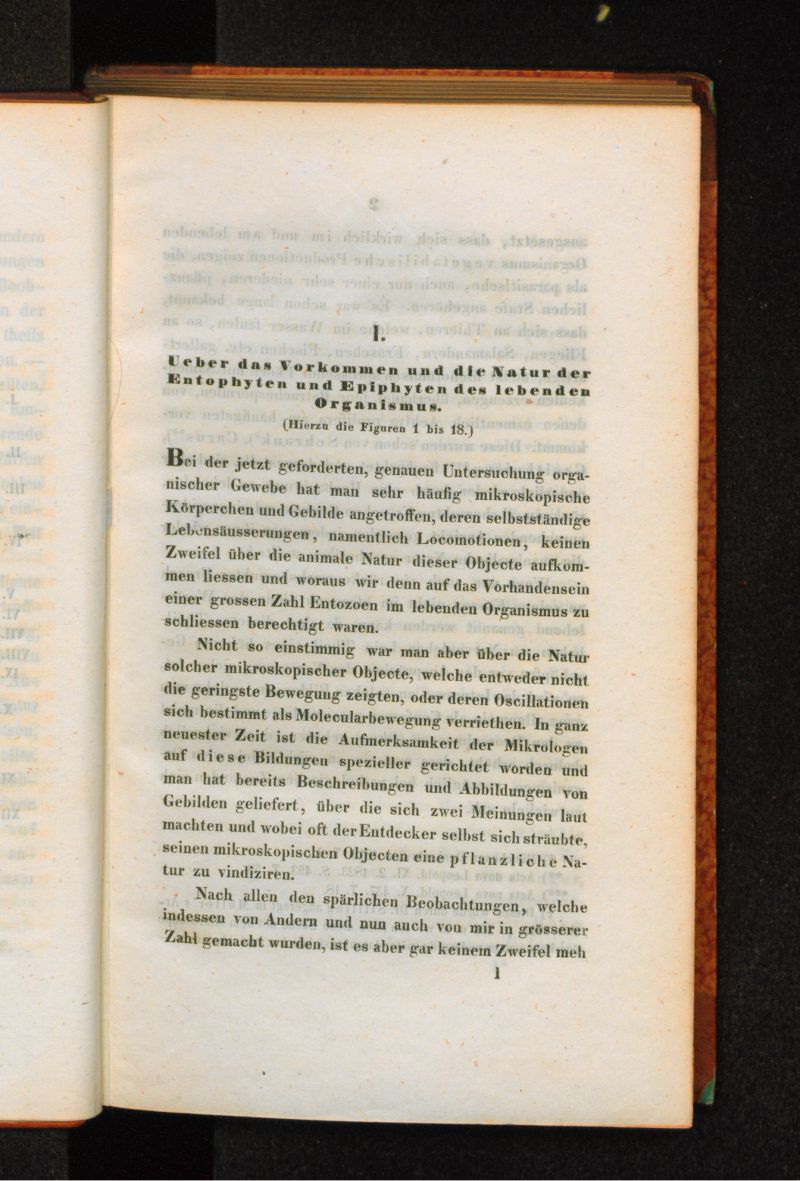 I.
Ueber das Vorkommen und die Natur der
Entophyten und Epiphyten des lebenden
Organismus.
(Hierzu die Figuren 1 bis 18.)
Bei der jetzt geforderten, genauen Untersuchung orga-
nischer Gewebe hat man sehr häufig mikroskopische
Körperchen und Gebilde angetroffen, deren selbstständige
Lebensäusserungen, namentlich Locomotionen, keinen
Zweifel über die animale Natur dieser Objecte aufkom-
men liessen und woraus wir denn auf das Vorhandensein
einer grossen Zahl Entozoen im lebenden Organismus zu
schliessen berechtigt waren.
Nicht so einstimmig war man aber über die Natur
solcher mikroskopischer Objecte, welche entweder nicht
die geringste Bewegung zeigten, oder deren Oscillationen
sich bestimmt als Molecularbewegung verriethen. In ganz
neuester Zeit ist die Aufmerksamkeit der Mikrologen
auf diese Bildungen spezieller gerichtet worden und
man hat bereits Beschreibungen und Abbildungen von
Gebilden geliefert, über die sich zwei Meinungen laut
machten und wobei oft der Entdecker selbst sich sträubte,
seinen mikroskopischen Objecten eine pflanzliche Na-
tur zu vindiziren.
Nach allen den spärlichen Beobachtungen, welche
indessen von Andern und nun auch von mir in grösserer
Zahl gemacht wurden, ist es aber gar keinem Zweifel meh
1